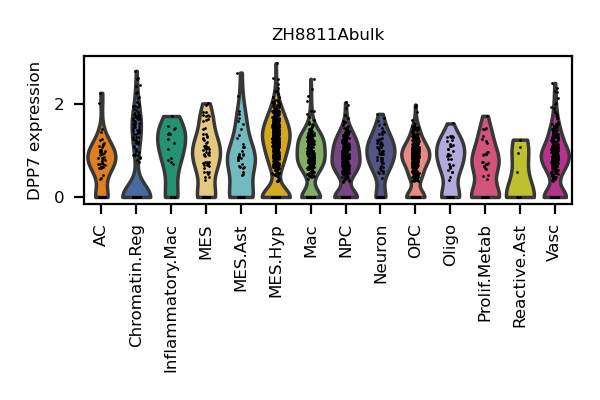 ZH8811Abulk
DPP7 expression
2
0
AC
Chromatin.Reg
Inflammatory.Mac
MES
MES.Ast
MES.Hyp
Mac
NPC
Neuron
OPC
Oligo
Prolif.Metab
Reactive.Ast
Vasc